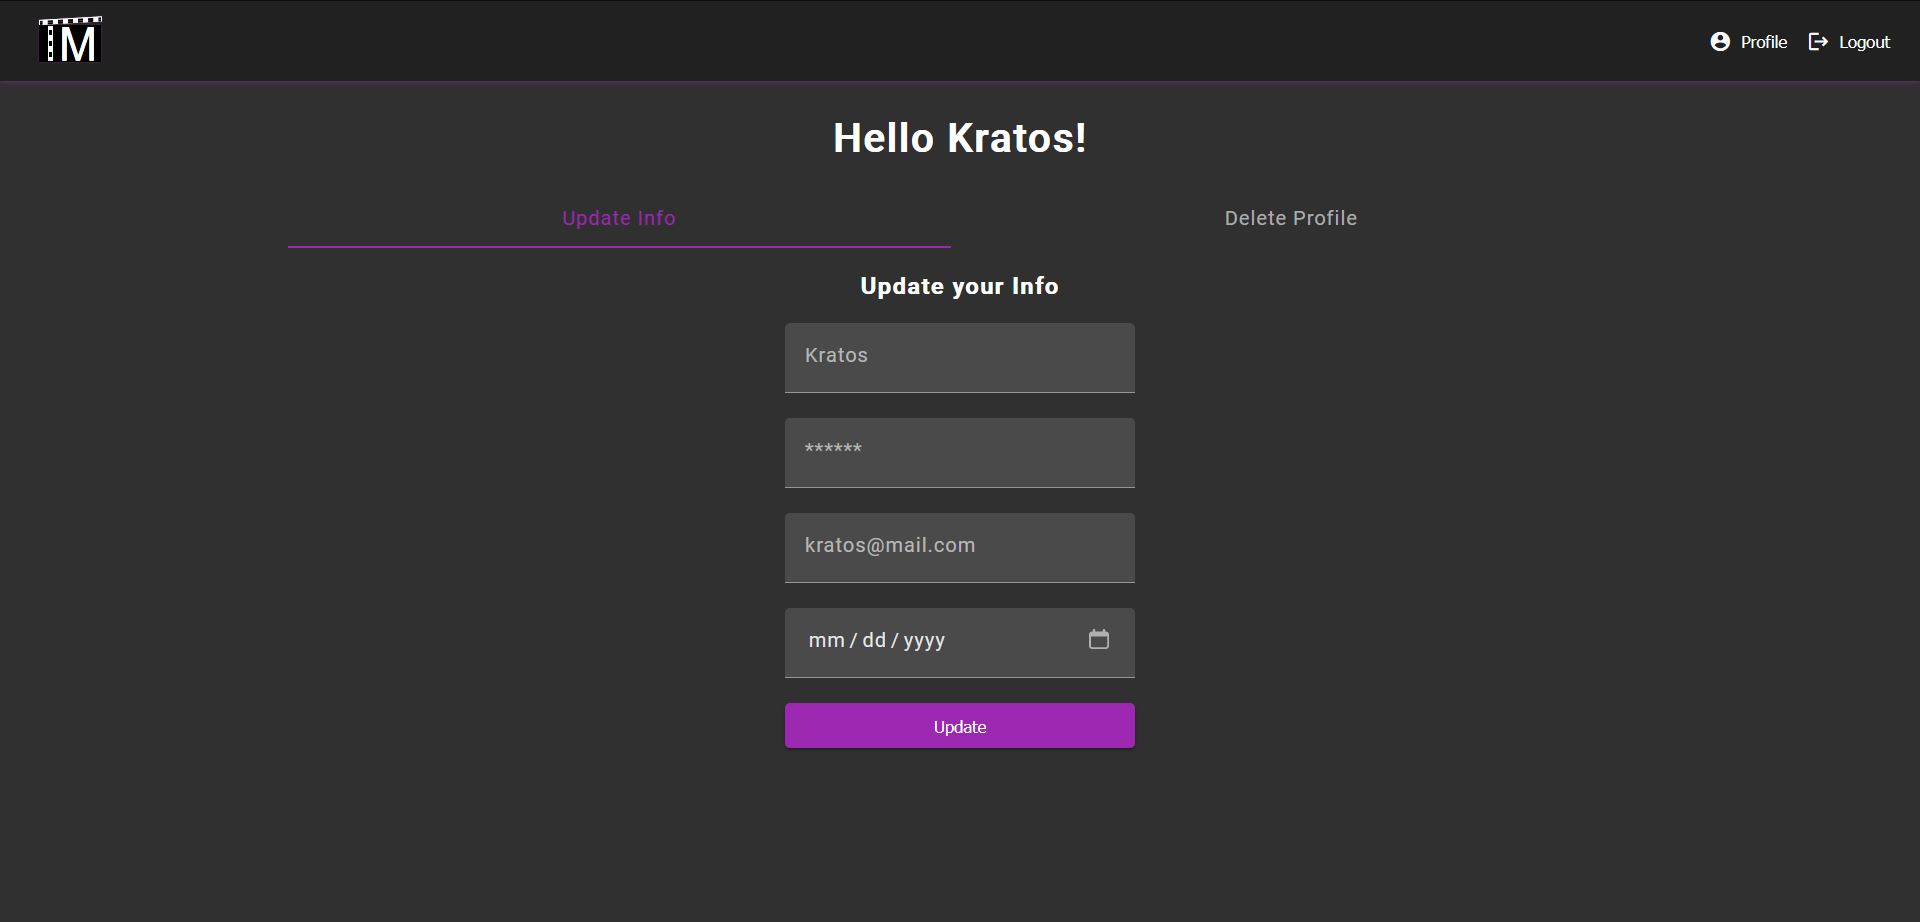 M
Profile
Logout
Hello Kratos!
Update Info
Delete Profile
Update your Info
Kratos
******
kratos@mail.com
mm/dd/yyyy
Update